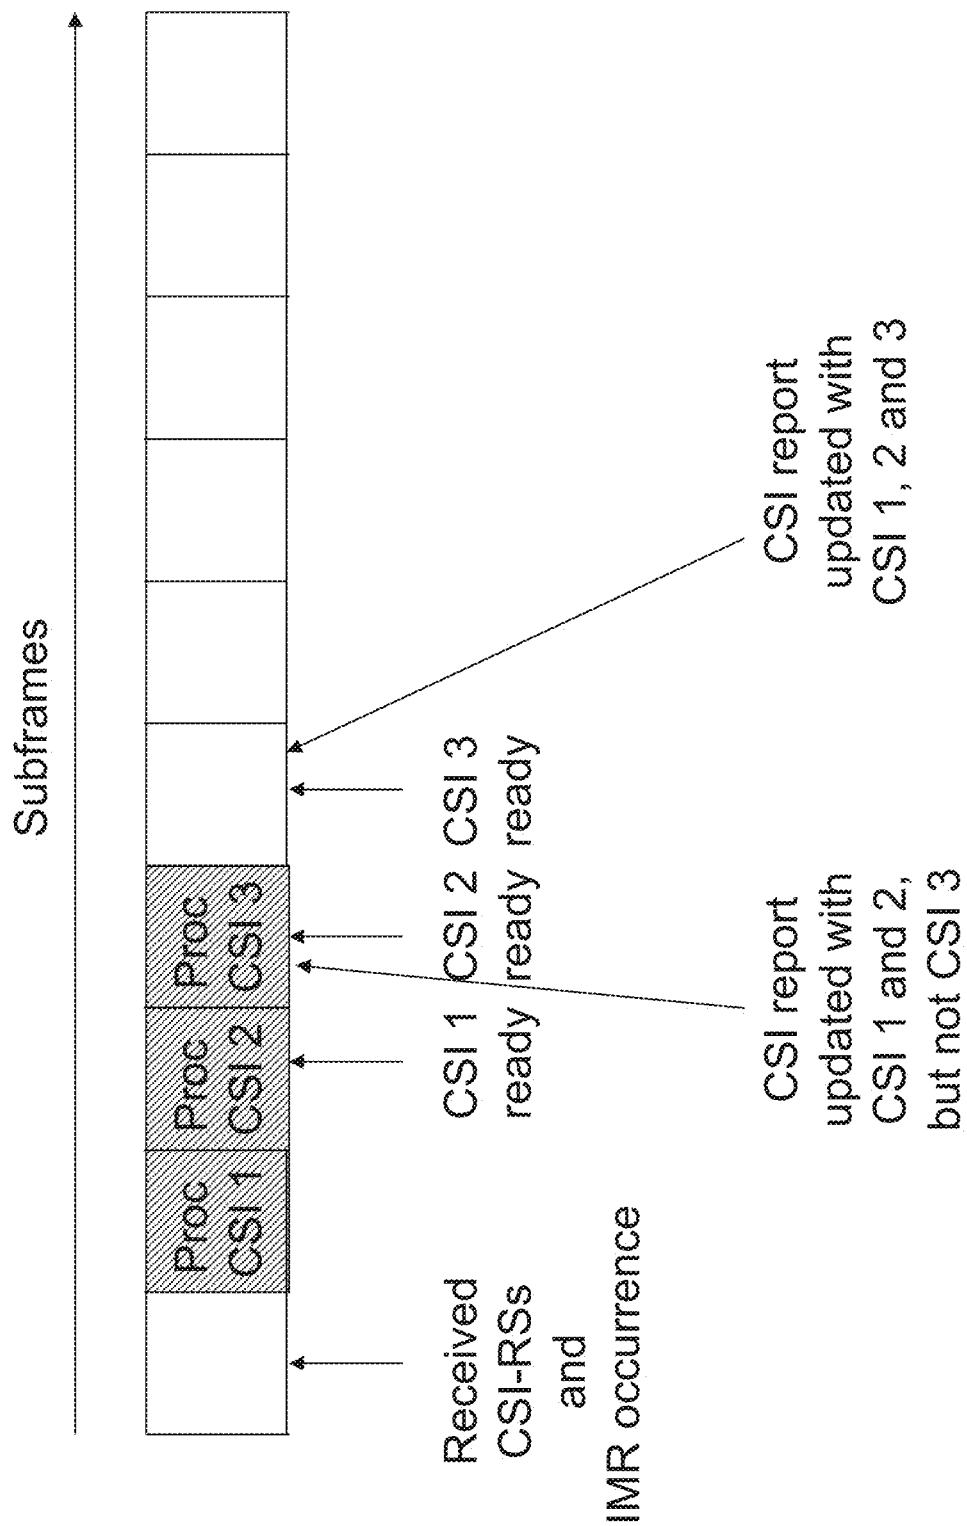 Subframes
Proc
CSI 1
Proc
CSI 2
Proc
CSI 3
Received
CSI-RSs
and
IMR occurrence
CSI 1
ready
CSI 2
ready
CSI 3
ready
CSI report
updated with
CSI 1 and 2,
but not CSI 3
CSI report
updated with
CSI 1, 2 and 3